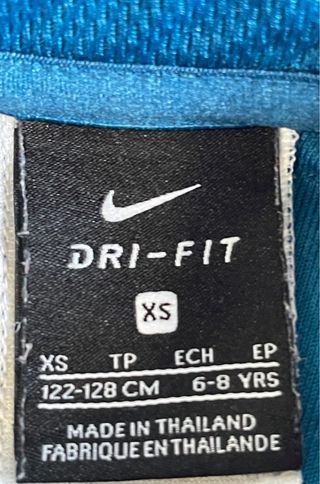 DRI-FIT
XS
XS TP ECH EP
122-128 CM 6-8 YRS
MADE IN THAILAND
FABRIQUE EN THAILANDE